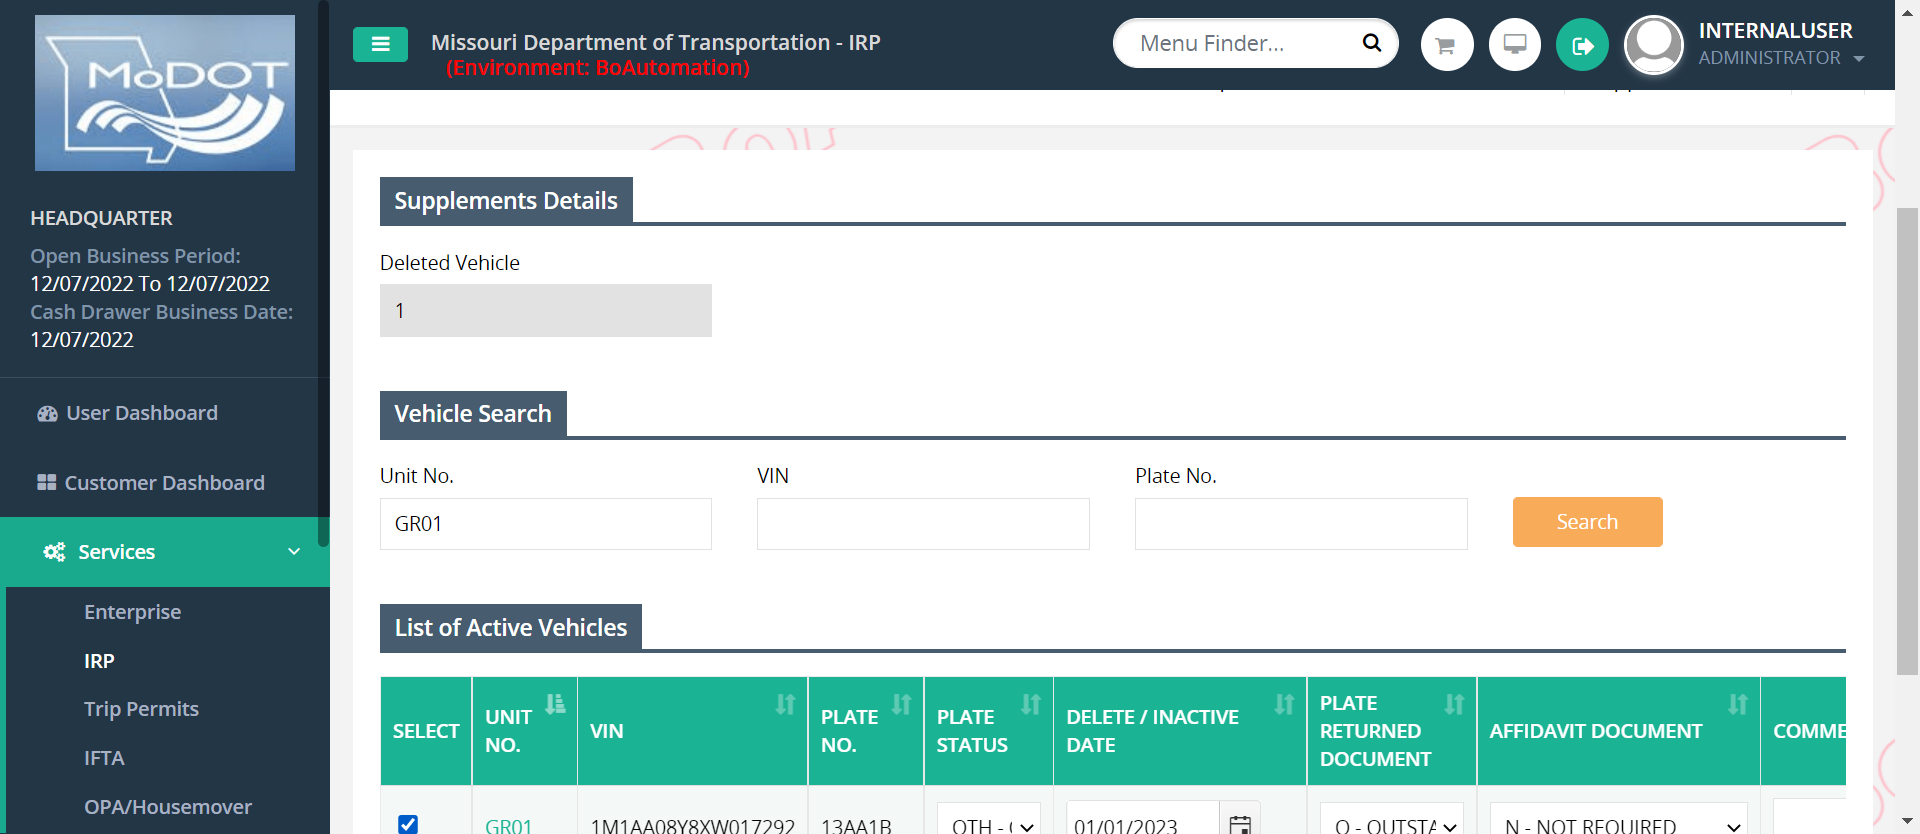 MoDOT
HEADQUARTER
Open Business Period:
12/07/2022 To 12/07/2022
Cash Drawer Business Date:
12/07/2022
User Dashboard
Customer Dashboard
Services
Enterprise
IRP
Trip Permits
IFTA
OPA/Housemover
Missouri Department of Transportation - IRP
(Environment: BoAutomation)
Menu Finder...
INTERNALUSER
ADMINISTRATOR
Supplements Details
Deleted Vehicle
1
Vehicle Search
Unit No.
VIN
Plate No.
GR01
Search
List of Active Vehicles
SELECT
UNIT
NO.
VIN
PLATE
NO.
PLATE
STATUS
DELETE / INACTIVE
DATE
PLATE
RETURNED
DOCUMENT
AFFIDAVIT DOCUMENT
COMME
GR01
1M1AA08Y8XW017292
13AA1B
OTH -
01/01/2023
O - OUTSTA
N - NOT REQUIRED